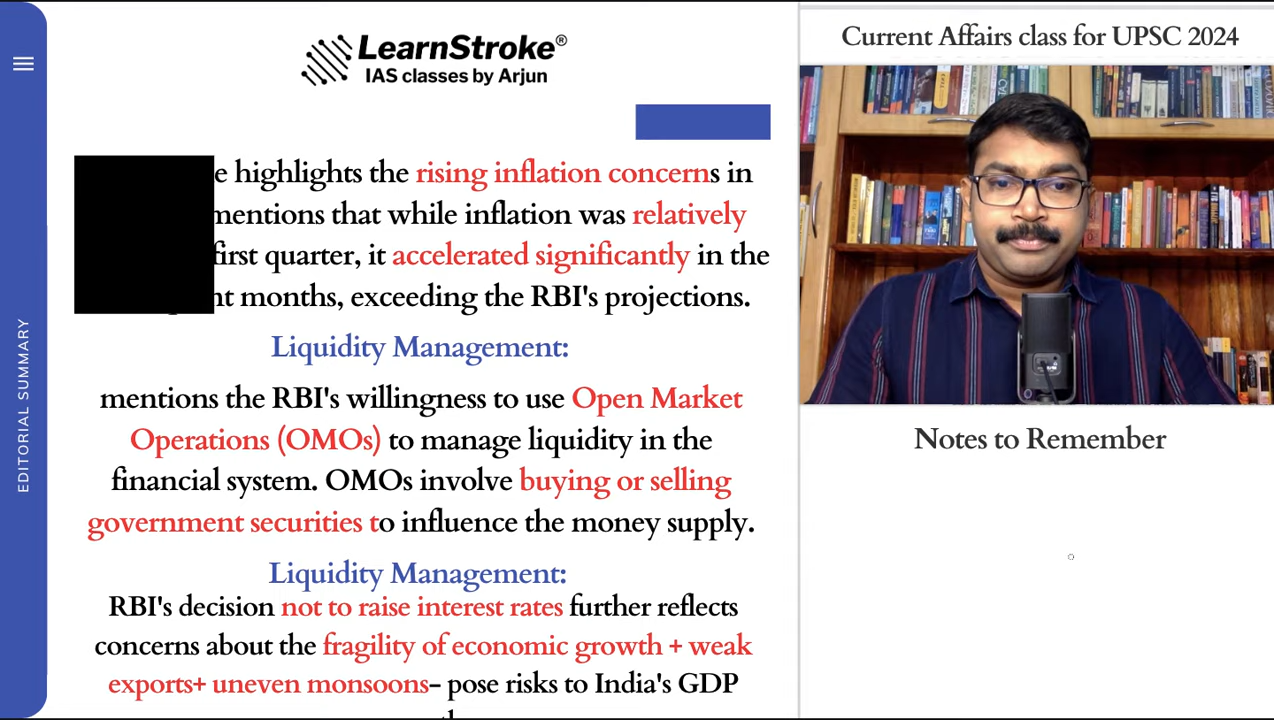 LearnStroke®
IAS classes by Arjun
highlights the rising inflation concerns in
mentions that while inflation was relatively
first quarter, it accelerated significantly in the
months, exceeding the RBI's projections.
Liquidity Management:
mentions the RBI's willingness to use Open Market
Operations (OMOs) to manage liquidity in the
financial system. OMOs involve buying or selling
government securities to influence the money supply.
Liquidity Management:
RBI's decision not to raise interest rates further reflects
concerns about the fragility of economic growth + weak
exports+ uneven monsoons- pose risks to India's GDP
EDITORIAL SUMMARY
Current Affairs class for UPSC 2024
Notes to Remember